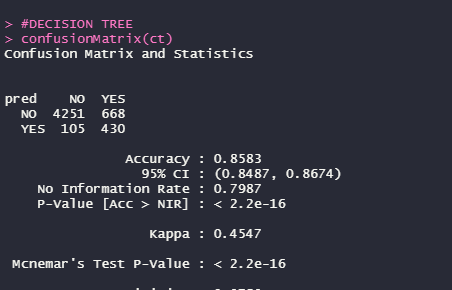 > #DECISION TREE
> confusionMatrix(ct)
Confusion Matrix and Statistics
pred NO YES
NO 4251 668
YES 105 430
Accuracy : 0.8583
95% CI : (0.8487, 0.8674)
No Information Rate : 0.7987
P-Value [Acc > NIR] : < 2.2e-16
Kappa : 0.4547
Mcnemar's Test P-Value : < 2.2e-16